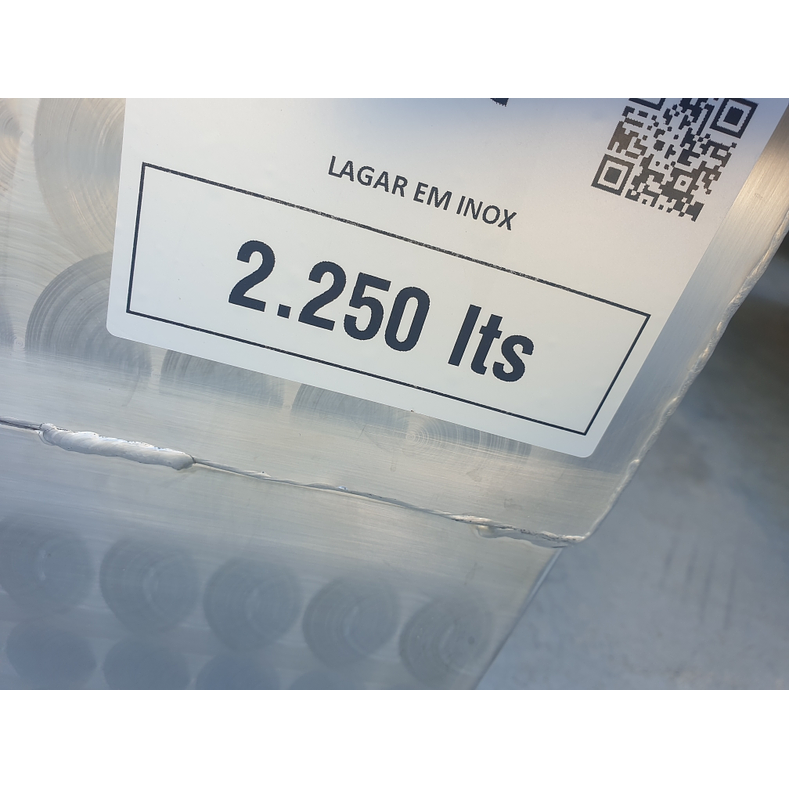 LAGAR EM INOX
2.250 lts